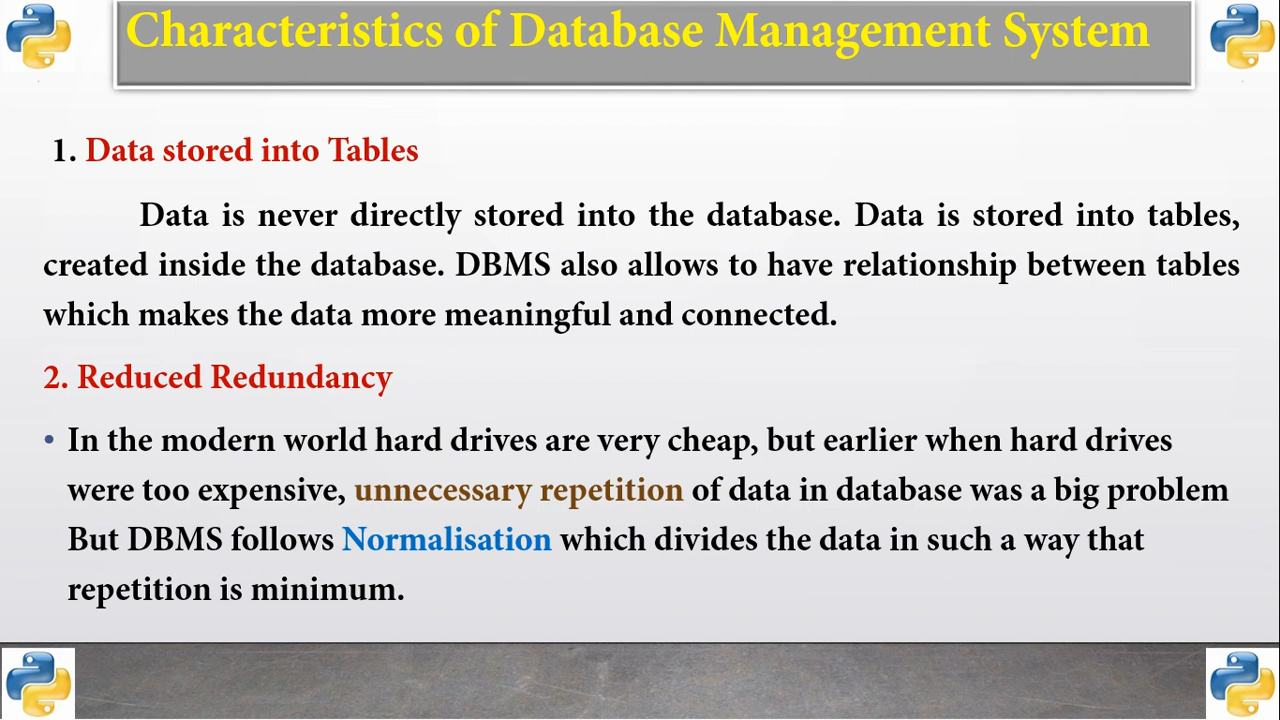 Characteristics of Database Management System
1. Data stored into Tables
Data is never directly stored into the database. Data is stored into tables,
created inside the database. DBMS also allows to have relationship between tables
which makes the data more meaningful and connected.
2. Reduced Redundancy
• In the modern world hard drives are very cheap, but earlier when hard drives
were too expensive, unnecessary repetition of data in database was a big problem
But DBMS follows Normalisation which divides the data in such a way that
repetition is minimum.